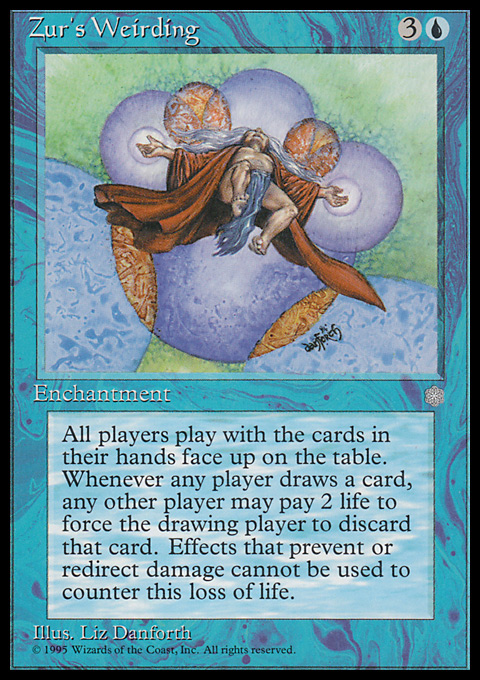 Zur's Weirding 3
Danforth
Enchantment
All players play with the cards in
their hands face up on the table.
Whenever any player draws a card,
any other player may pay 2 life to
force the drawing player to discard
that card. Effects that prevent or
redirect damage cannot be used to
counter this loss of life.
Illus. Liz Danforth
© 1995 Wizards of the Coast, Inc. All rights reserved.